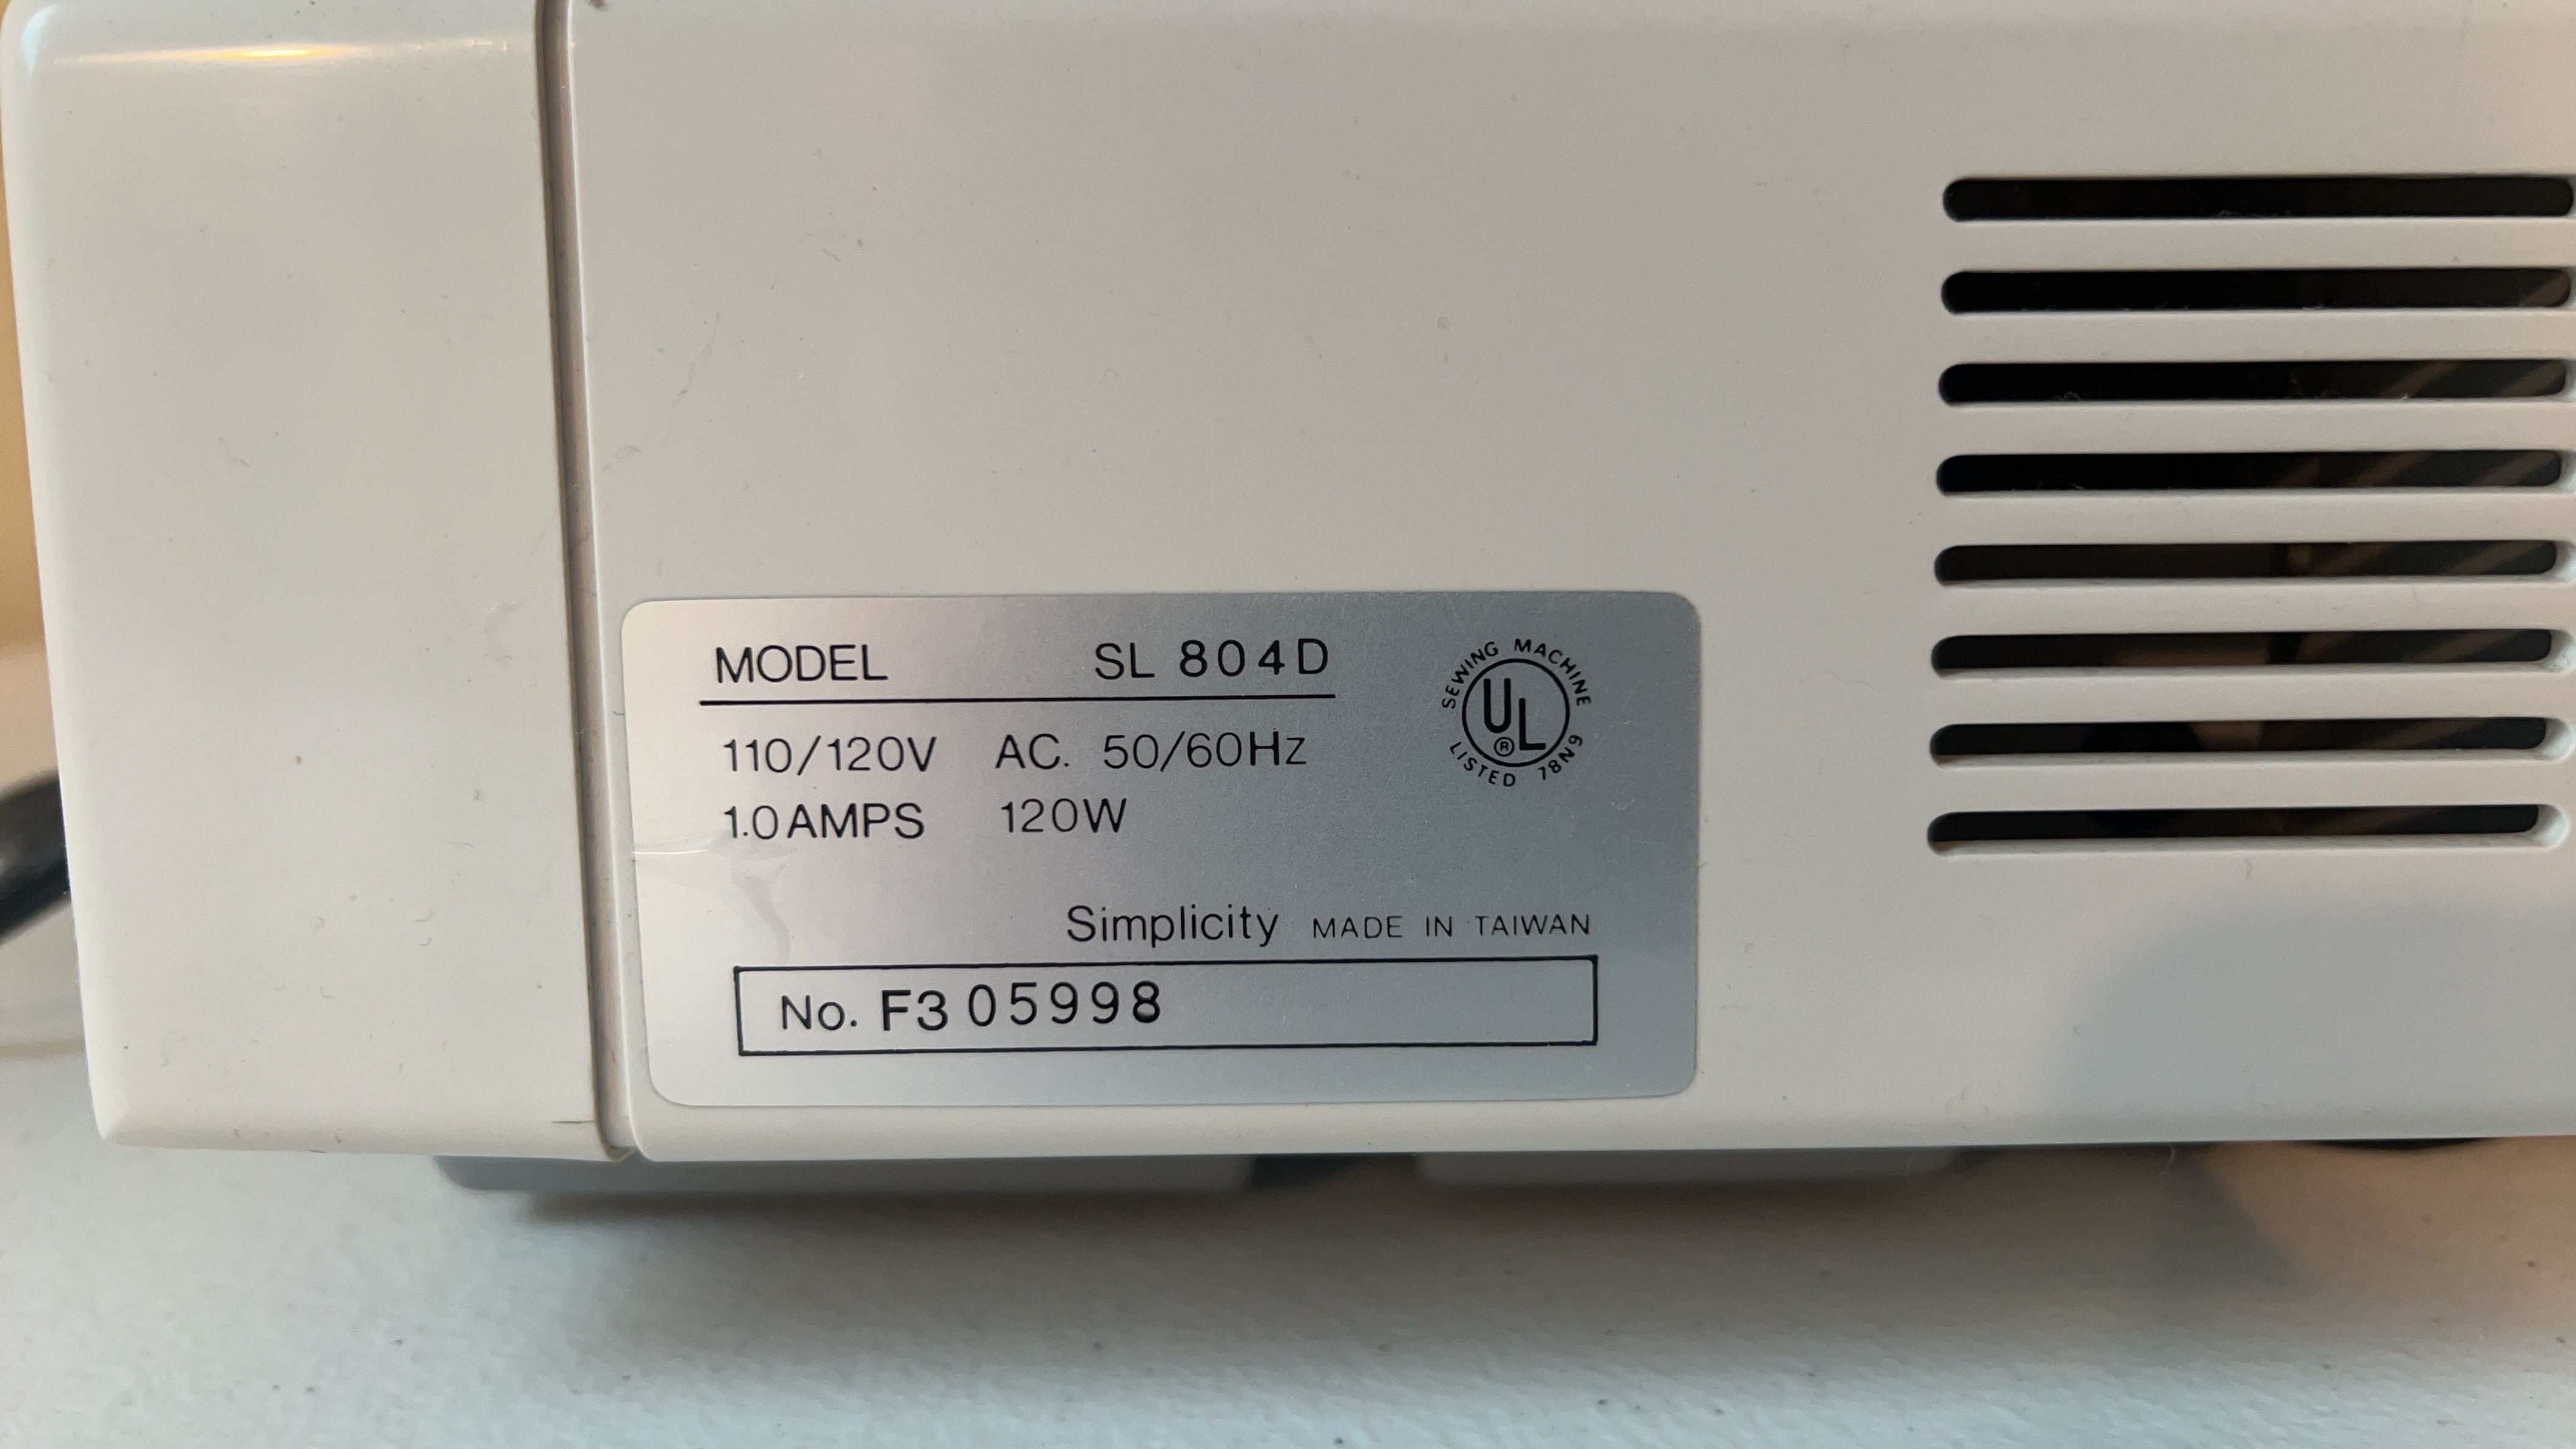 MODEL SL 804D
SEWING MACHINE
UL ®
LISTED 78N9
110/120V AC. 50/60Hz
1.0 AMPS 120W
Simplicity MADE IN TAIWAN
No. F3 05998